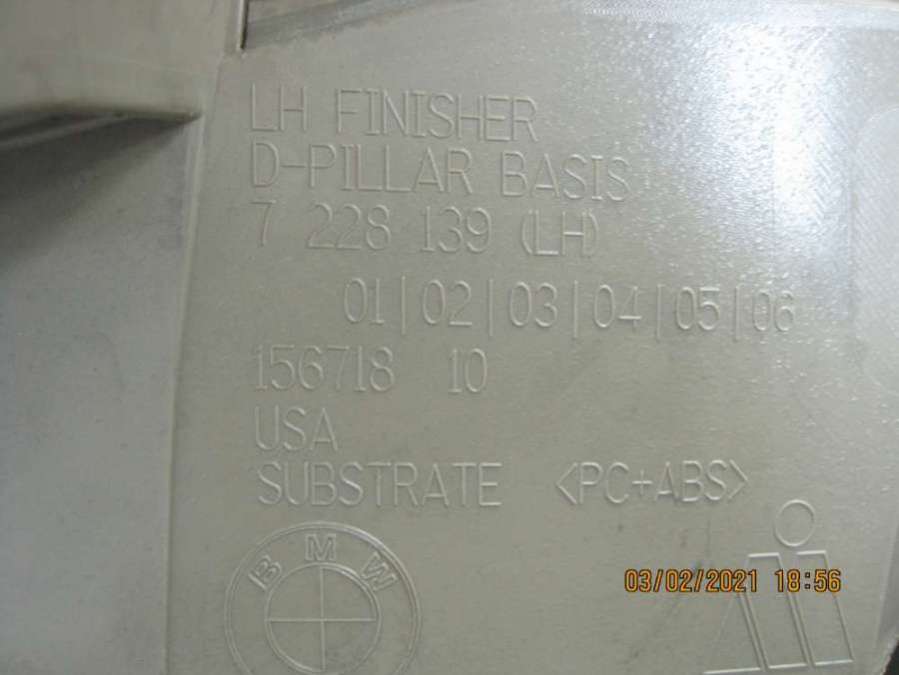 LH FINISHER
D-PILLAR BASIS
7 228 139 (LH)
01|02|03|04|05|06
156718 10
USA
SUBSTRATE <PC+ABS>
BMW
03/02/2021 18:56